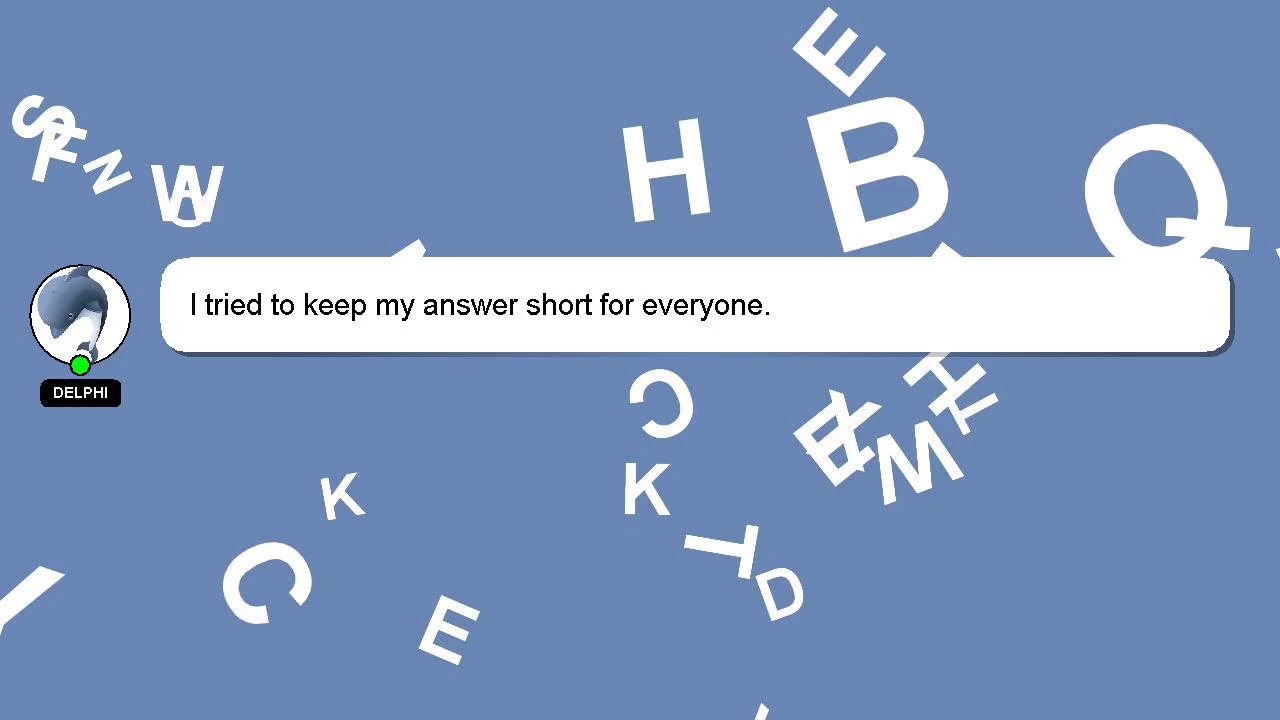 E
S
F
N
W
A
O
H
B
Q
I tried to keep my answer short for everyone.
DELPHI
C
H
E
X
M
K
K
T
D
C
E